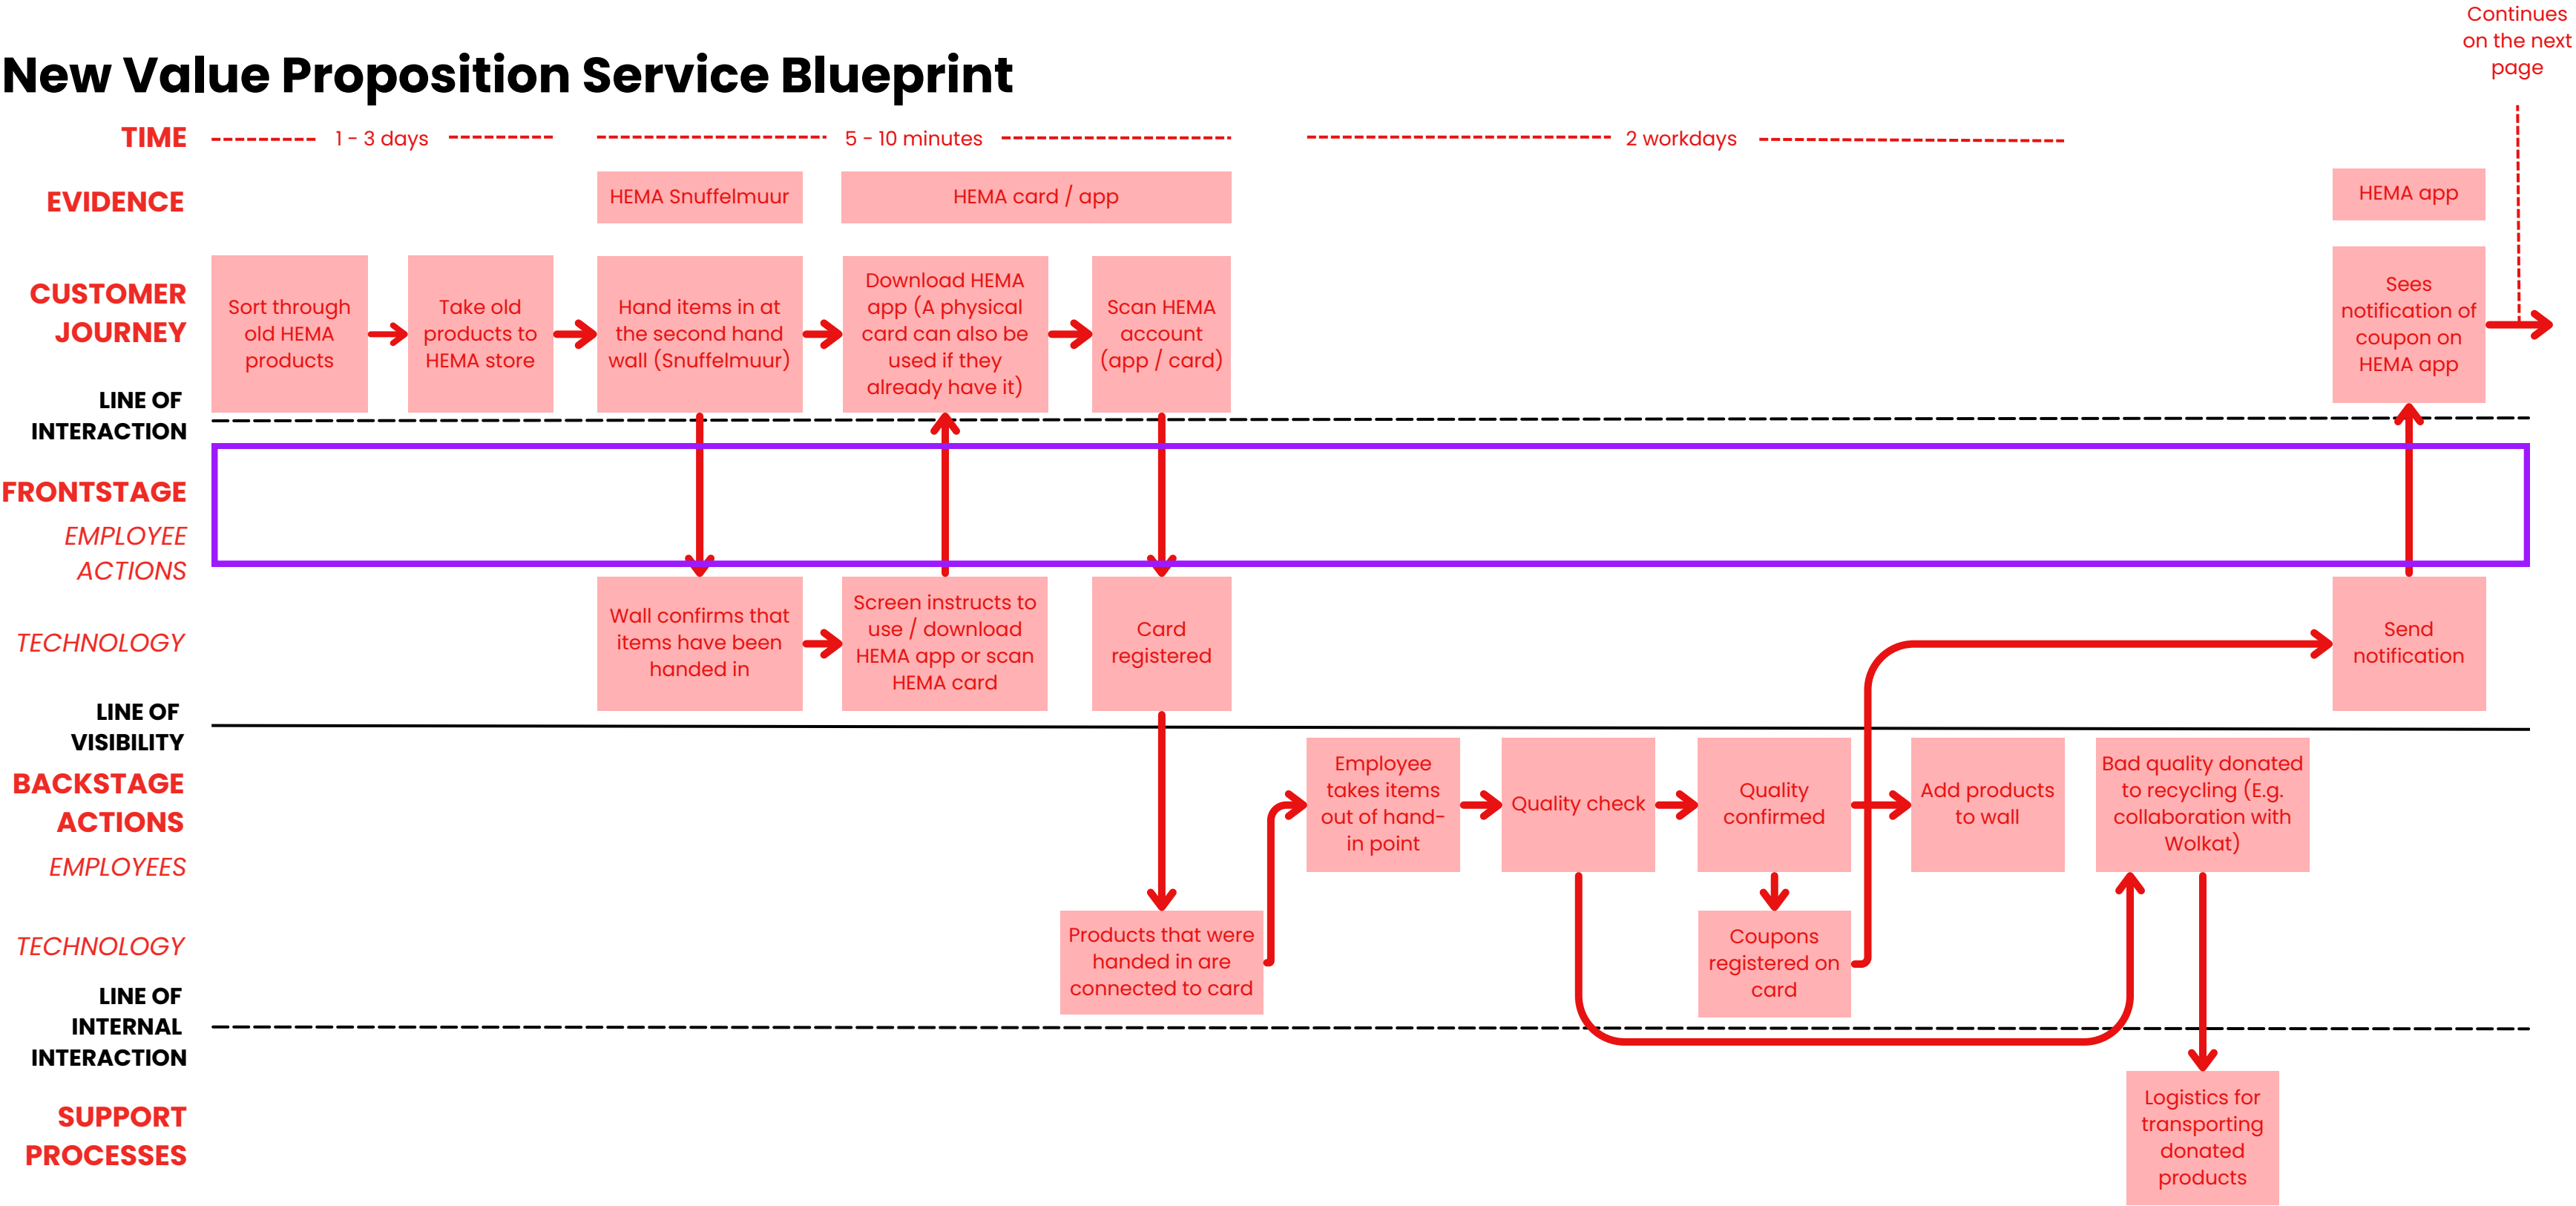 Continues
on the next
page
New Value Proposition Service Blueprint
TIME
1 - 3 days
5 - 10 minutes
2 workdays
EVIDENCE
HEMA Snuffelmuur
HEMA card / app
HEMA app
CUSTOMER
JOURNEY
Sort through
old HEMA
products
Take old
products to
HEMA store
Hand items in at
the second hand
wall (Snuffelmuur)
Download HEMA
app (A physical
card can also be
used if they
already have it)
Scan HEMA
account
(app / card)
Sees
notification of
coupon on
HEMA app
LINE OF
INTERACTION
FRONTSTAGE
EMPLOYEE
ACTIONS
TECHNOLOGY
Wall confirms that
items have been
handed in
Screen instructs to
use / download
HEMA app or scan
HEMA card
Card
registered
Send
notification
LINE OF
VISIBILITY
BACKSTAGE
ACTIONS
EMPLOYEES
Employee
takes items
out of hand-
in point
Quality check
Quality
confirmed
Add products
to wall
Bad quality donated
to recycling (E.g.
collaboration with
Wolkat)
TECHNOLOGY
Products that were
handed in are
connected to card
Coupons
registered on
card
LINE OF
INTERNAL
INTERACTION
SUPPORT
PROCESSES
Logistics for
transporting
donated
products